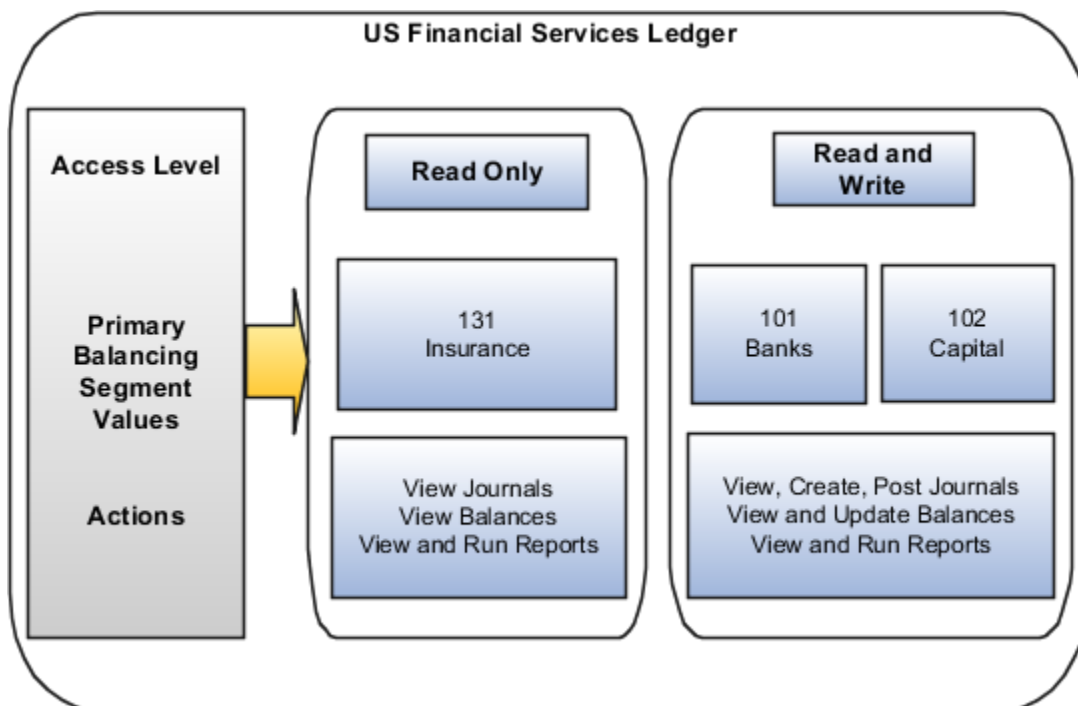 US Financial Services Ledger
Access Level
Primary
Balancing
Segment
Values
Actions
Read Only
131
Insurance
View Journals
View Balances
View and Run Reports
Read and
Write
101
Banks
102
Capital
View, Create, Post Journals
View and Update Balances
View and Run Reports